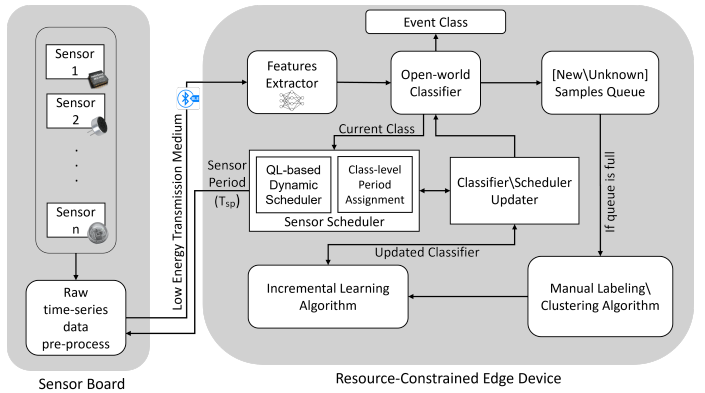 Sensor
1
Sensor
2
.
.
.
.
Sensor
n
Raw
time-series
data
pre-process
Sensor Board
Low Energy Transmission Medium
Sensor
Period
(Tsp)
Event Class
Features
Extractor
Open-world
Classifier
[New\Unknown]
Samples Queue
Current Class
If queue is full
QL-based
Dynamic
Scheduler
Class-level
Period
Assignment
Sensor Scheduler
Classifier\Scheduler
Updater
Updated Classifier
Incremental Learning
Algorithm
Manual Labeling\
Clustering Algorithm
Resource-Constrained Edge Device